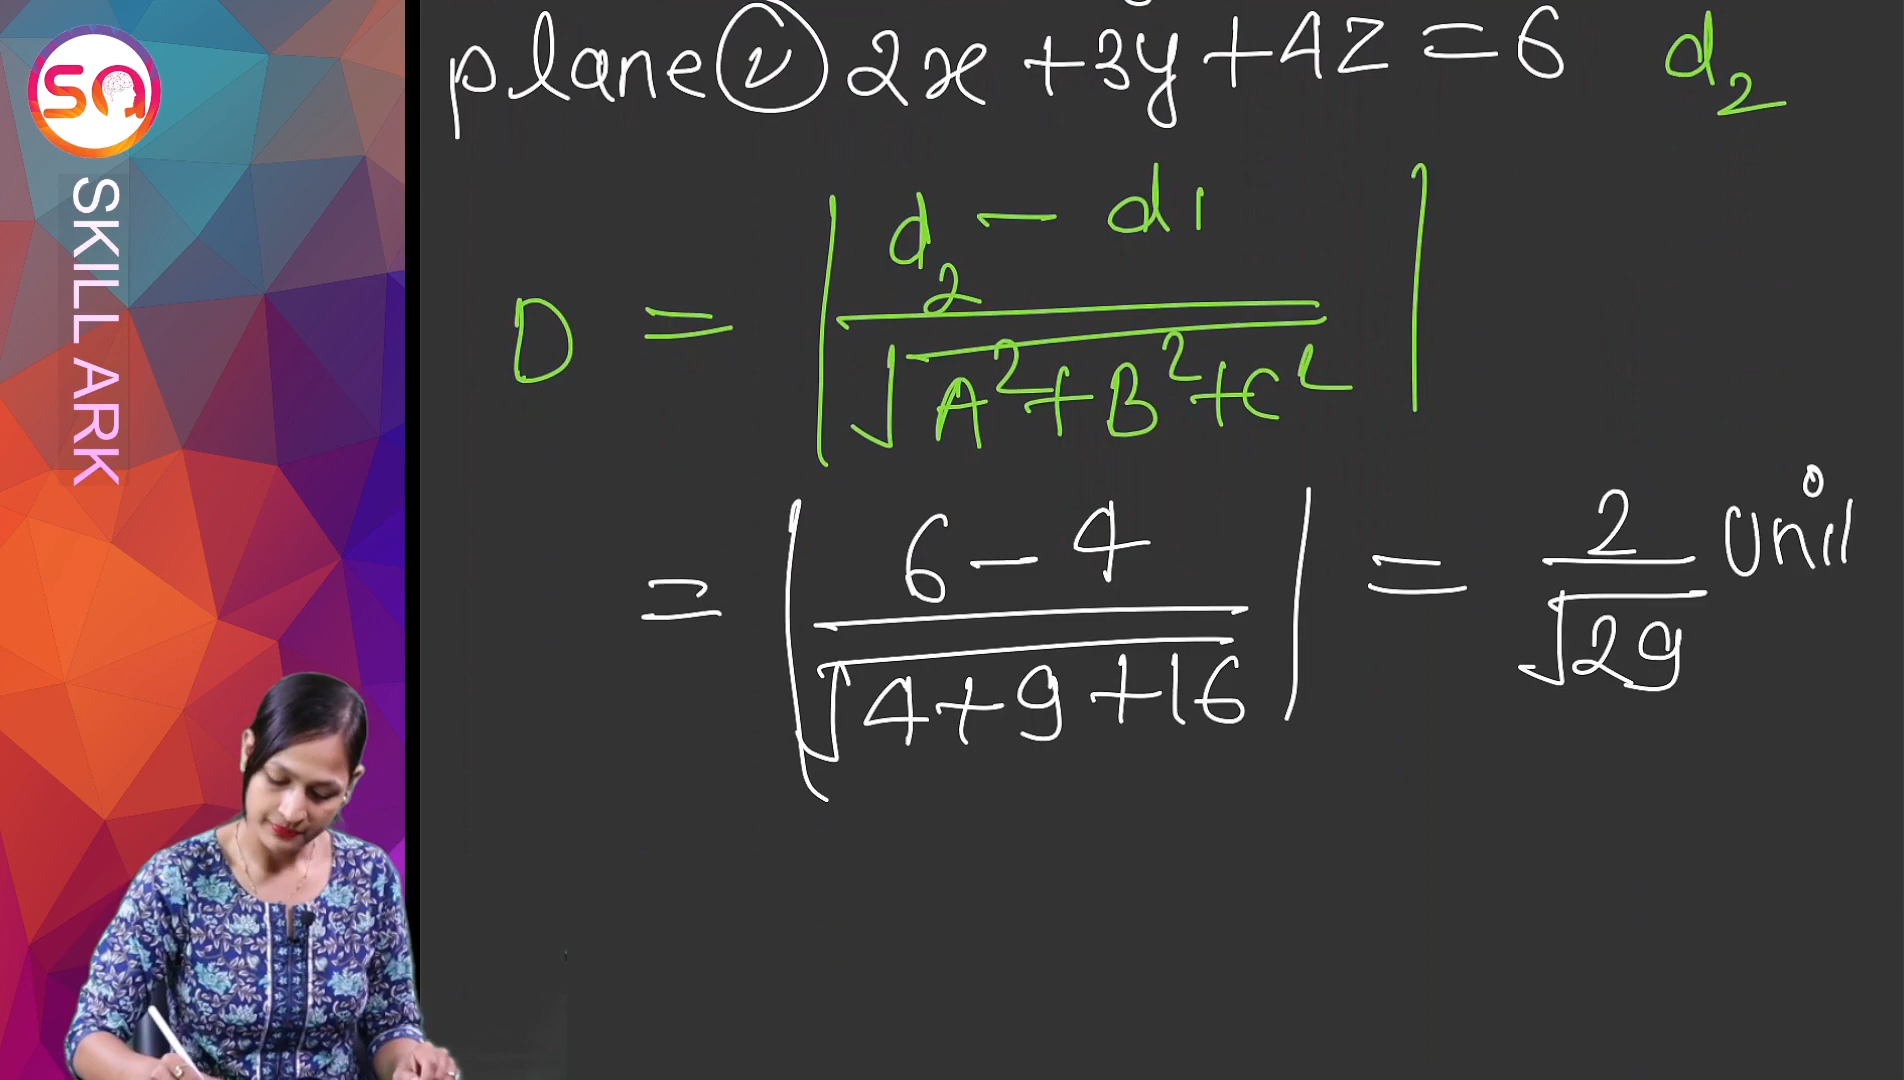 SQ
SKILL ARK
plane ② 2x + 3y + 4z = 6 d₂
D = | d₂ - d1 / √A²+B²+C² |
= | 6 - 4 / √4+9+16 | = 2 / √29 Unit